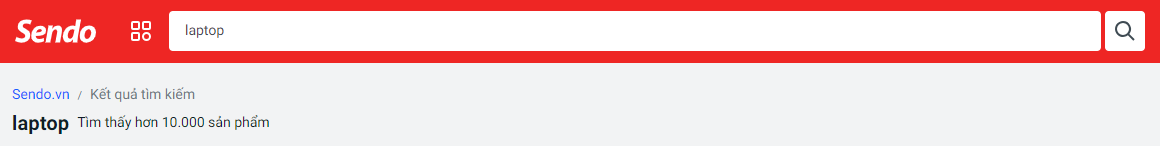 Sendo
laptop
Sendo.vn / Kết quả tìm kiếm
laptop Tìm thấy hơn 10.000 sản phẩm